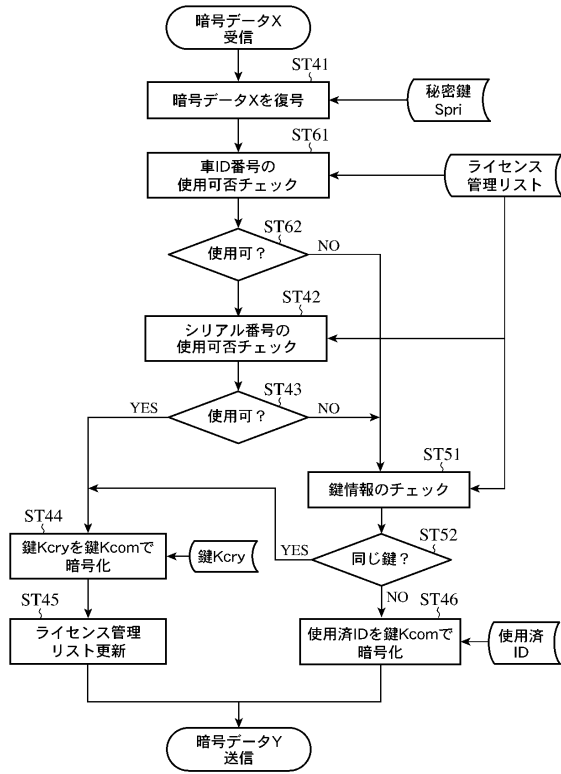 暗号データX
受信
ST41
暗号データXを復号
秘密鍵
Spri
ST61
車ID番号の
使用可否チェック
ライセンス
管理リスト
ST62
使用可？
NO
ST42
シリアル番号の
使用可否チェック
ST43
YES
使用可？
NO
ST51
鍵情報のチェック
ST44
鍵Kcryを鍵Kcomで
暗号化
鍵Kcry
ST52
YES
同じ鍵？
NO
ST45
ライセンス管理
リスト更新
ST46
使用済IDを鍵Kcomで
暗号化
使用済
ID
暗号データY
送信